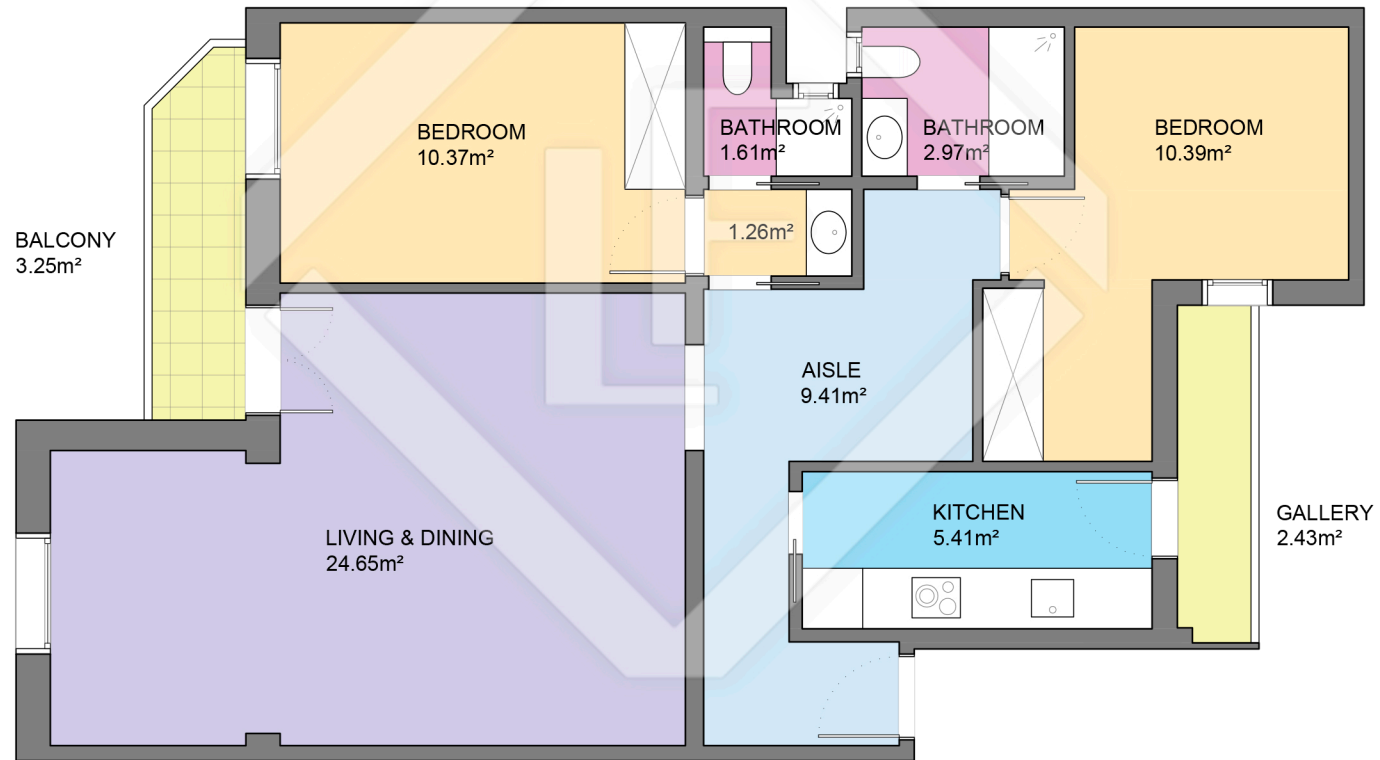 BEDROOM
10.37m²
BATHROOM
1.61m²
BATHROOM
2.97m²
BEDROOM
10.39m²
BALCONY
3.25m²
1.26m²
AISLE
9.41m²
LIVING & DINING
24.65m²
KITCHEN
5.41m²
GALLERY
2.43m²